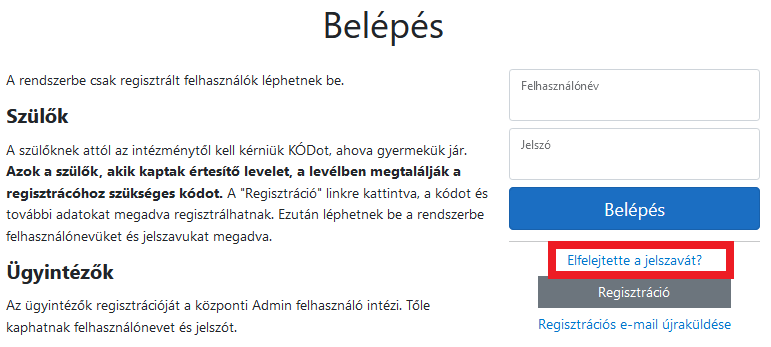 Belépés
A rendszerbe csak regisztrált felhasználók léphetnek be.
Szülők
A szülőknek attól az intézménytől kell kérniük KÓDot, ahova gyermekük jár.
Azok a szülők, akik kaptak értesítő levelet, a levélben megtalálják a
regisztrácóhoz szükséges kódot. A "Regisztráció" linkre kattintva, a kódot és
további adatokat megadva regisztrálhatnak. Ezután léphetnek be a rendszerbe
felhasználónevüket és jelszavukat megadva.
Ügyintézők
Az ügyintézők regisztrációját a központi Admin felhasználó intézi. Tőle
kaphatnak felhasználónevet és jelszót.
Felhasználónév
Jelszó
Belépés
Elfelejtette a jelszavát?
Regisztráció
Regisztrációs e-mail újraküldése